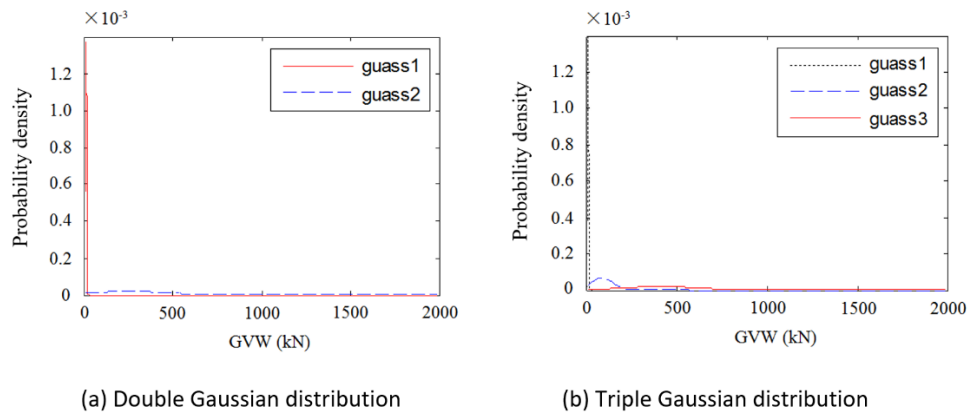 ×10⁻³
1.2
1.0
0.8
0.6
0.4
0.2
0
0 500 1000 1500 2000
Probability density
GVW (kN)
guass1
guass2
(a) Double Gaussian distribution
×10⁻³
1.2
1.0
0.8
0.6
0.4
0.2
0
0 500 1000 1500 2000
Probability density
GVW (kN)
guass1
guass2
guass3
(b) Triple Gaussian distribution